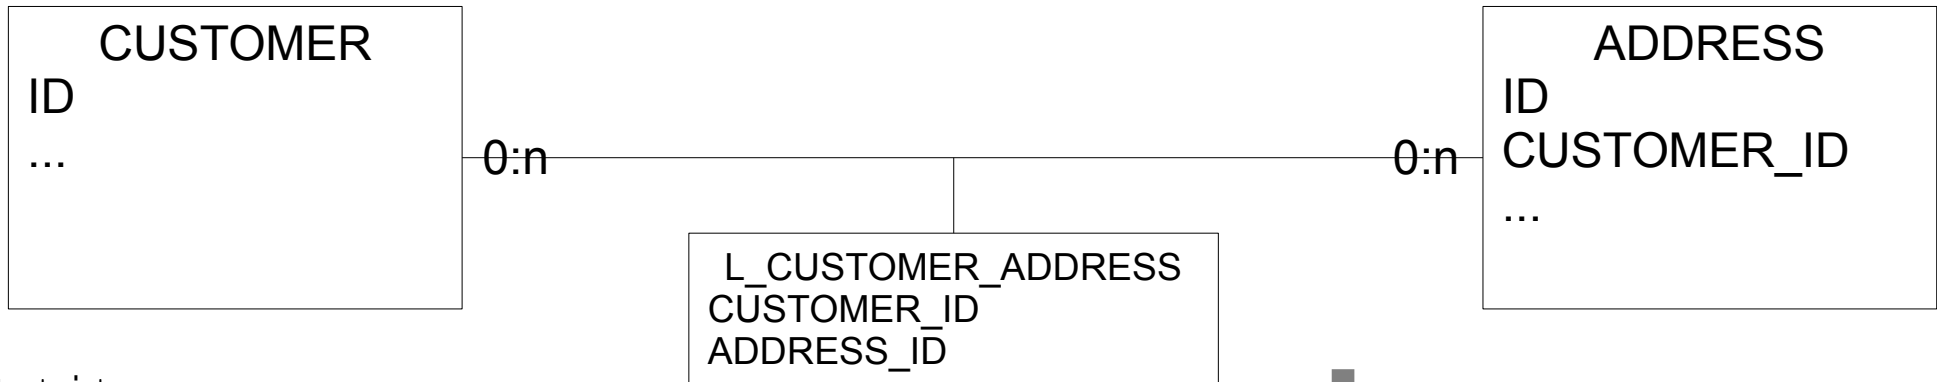 CUSTOMER
ID
...
0:n
0:n
ADDRESS
ID
CUSTOMER_ID
...
L_CUSTOMER_ADDRESS
CUSTOMER_ID
ADDRESS_ID